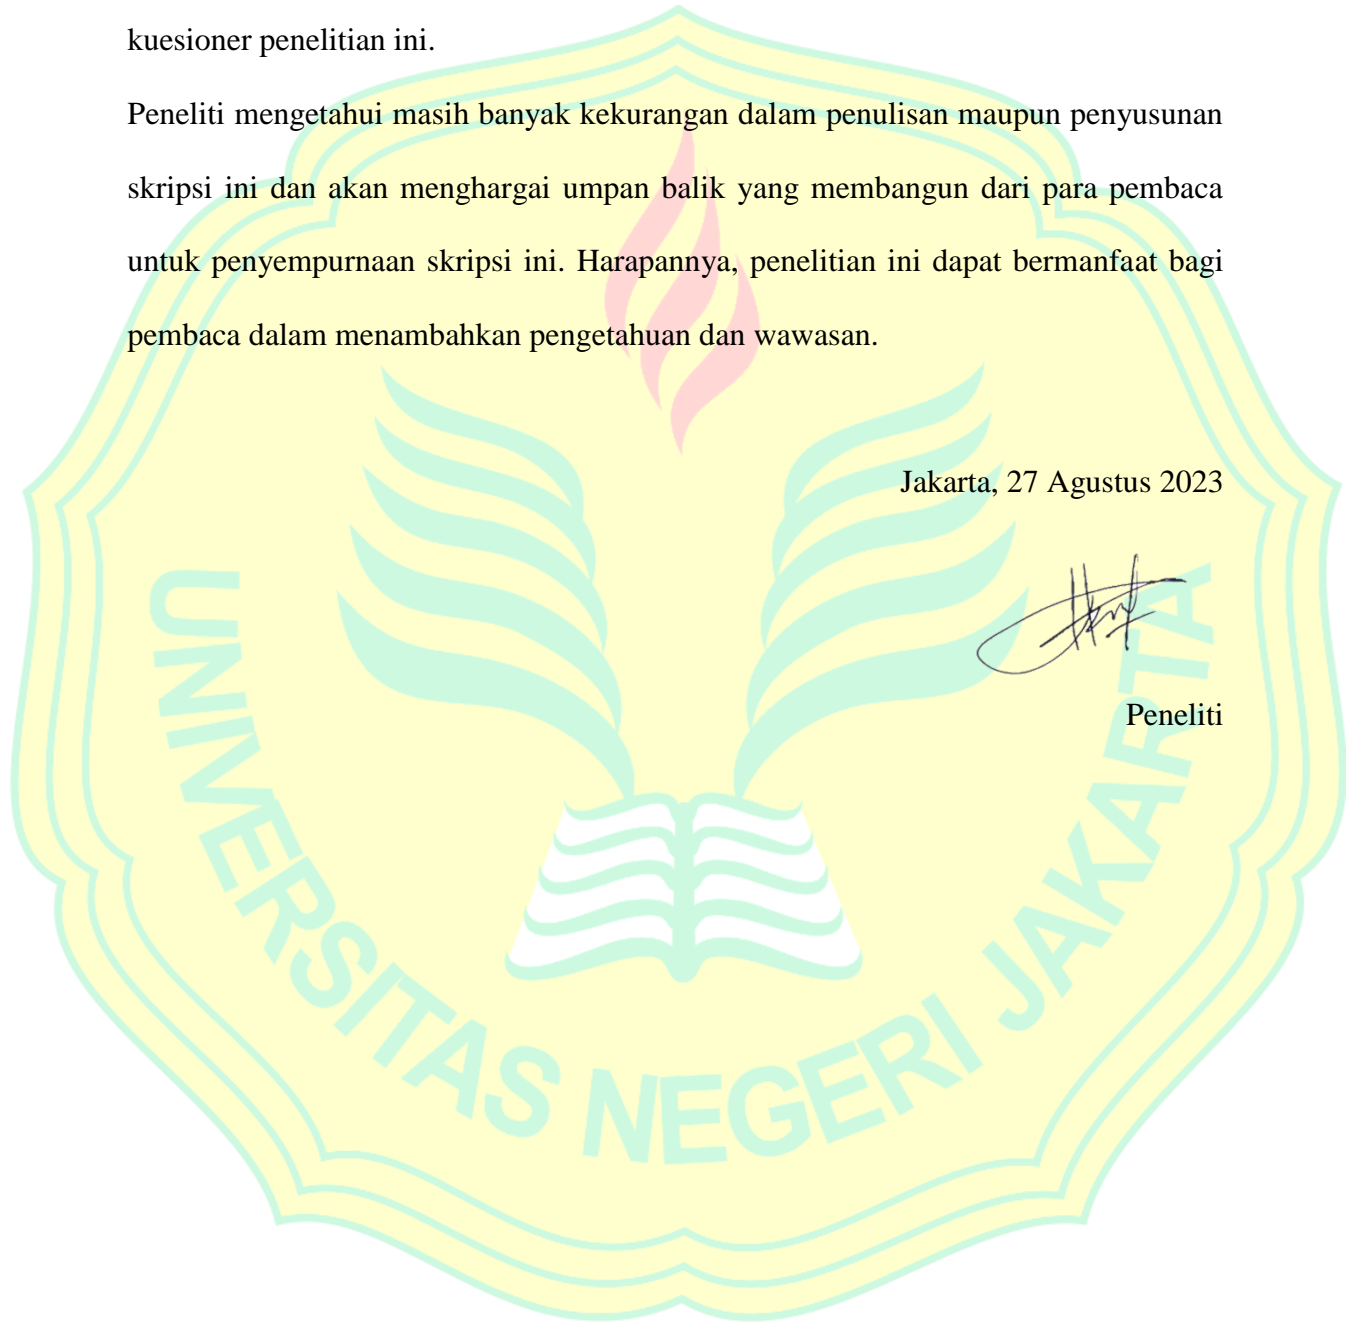 kuesioner penelitian ini.
Peneliti mengetahui masih banyak kekurangan dalam penulisan maupun penyusunan
skripsi ini dan akan menghargai umpan balik yang membangun dari para pembaca
untuk penyempurnaan skripsi ini. Harapannya, penelitian ini dapat bermanfaat bagi
pembaca dalam menambahkan pengetahuan dan wawasan.
Jakarta, 27 Agustus 2023
Peneliti
UNIVERSITAS NEGERI JAKARTA